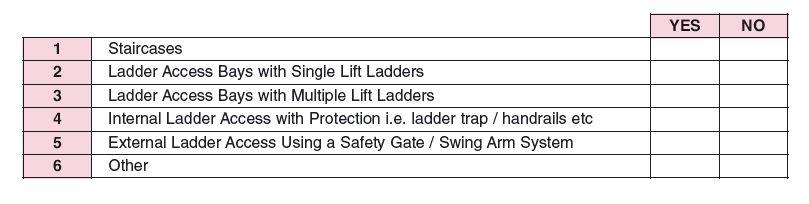 YES NO
1 Staircases
2 Ladder Access Bays with Single Lift Ladders
3 Ladder Access Bays with Multiple Lift Ladders
4 Internal Ladder Access with Protection i.e. ladder trap / handrails etc
5 External Ladder Access Using a Safety Gate / Swing Arm System
6 Other